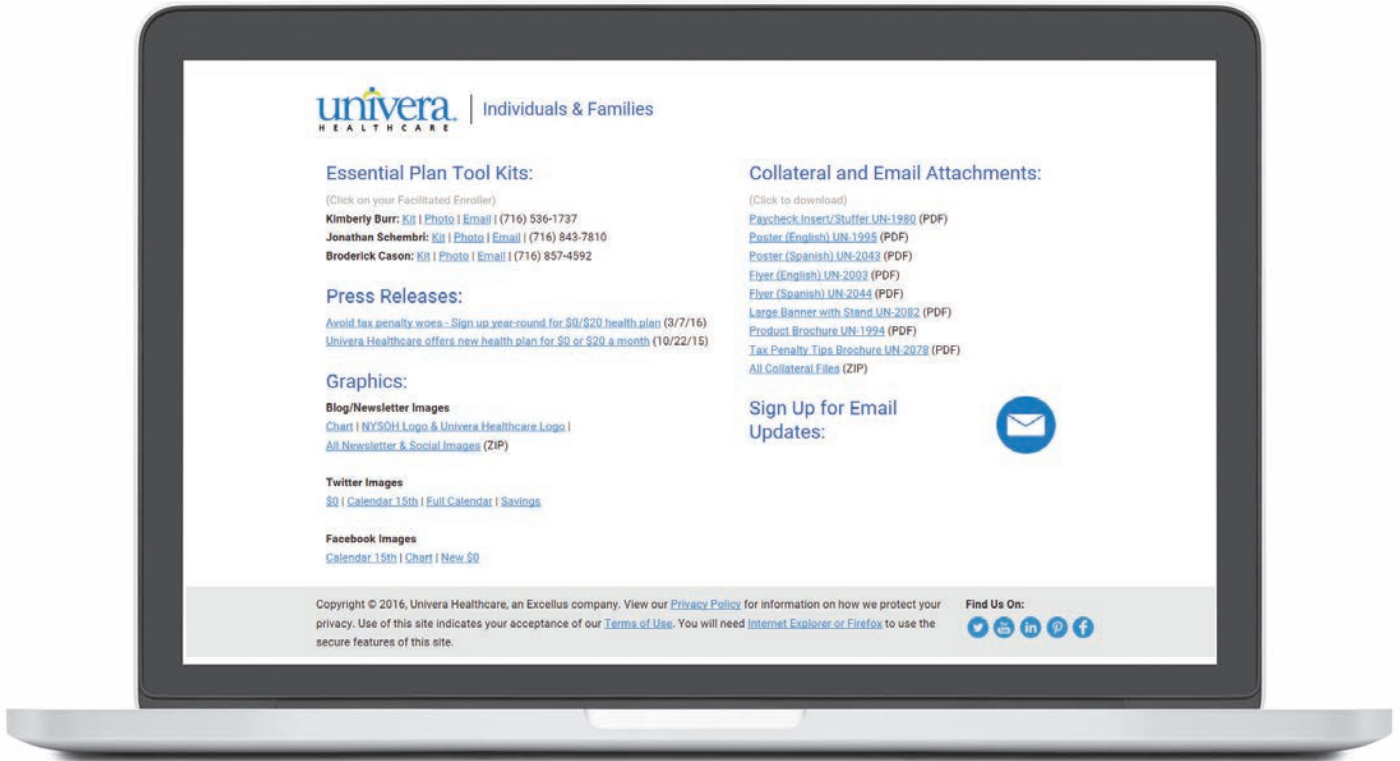 univera.
HEALTHCARE
Individuals & Families
Essential Plan Tool Kits:
(Click on your Facilitated Enroller)
Kimberly Burr: Kit | Photo | Email | (716) 536-1737
Jonathan Schembri: Kit | Photo | Email | (716) 843-7810
Broderick Cason: Kit | Photo | Email | (716) 857-4592
Press Releases:
Avoid tax penalty woes - Sign up year-round for $0/$20 health plan (3/7/16)
Univera Healthcare offers new health plan for $0 or $20 a month (10/22/15)
Graphics:
Blog/Newsletter Images
Chart | NYSOH Logo & Univera Healthcare Logo |
All Newsletter & Social Images (ZIP)
Twitter Images
$0 | Calendar 15th | Full Calendar | Savings
Facebook Images
Calendar 15th | Chart | New $0
Collateral and Email Attachments:
(Click to download)
Paycheck Insert/Stuffer UN-1980 (PDF)
Poster (English) UN-1995 (PDF)
Poster (Spanish) UN-2043 (PDF)
Flyer (English) UN-2003 (PDF)
Flyer (Spanish) UN-2044 (PDF)
Large Banner with Stand UN-2082 (PDF)
Product Brochure UN-1994 (PDF)
Tax Penalty Tips Brochure UN-2078 (PDF)
All Collateral Files (ZIP)
Sign Up for Email
Updates:
Copyright © 2016, Univera Healthcare, an Excellus company. View our Privacy Policy for information on how we protect your
privacy. Use of this site indicates your acceptance of our Terms of Use. You will need Internet Explorer or Firefox to use the
secure features of this site.
Find Us On:
You Tube in